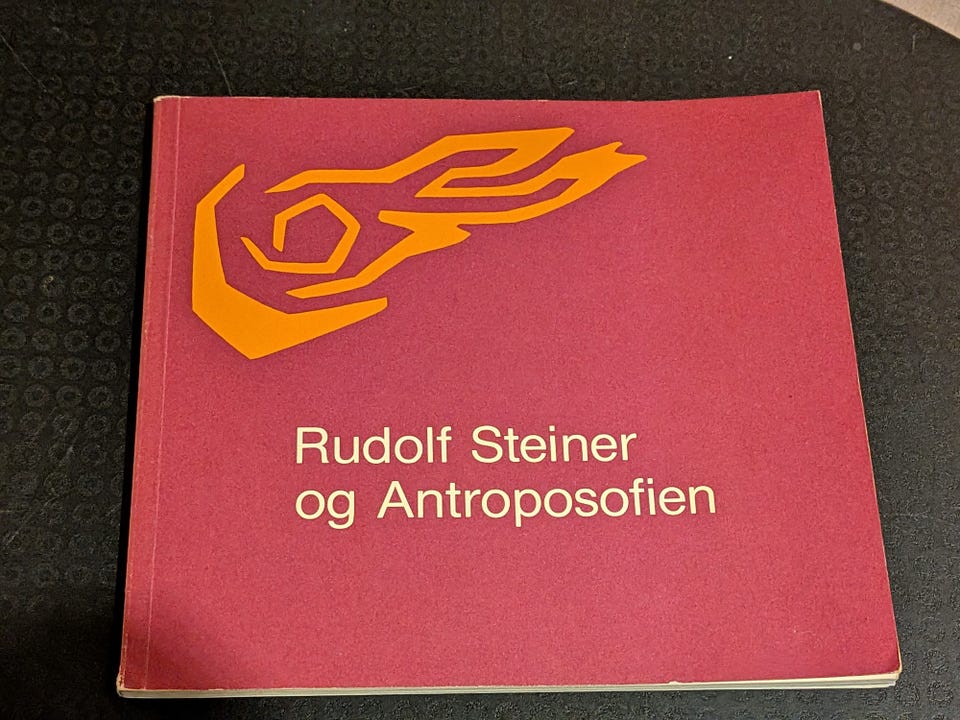 Rudolf Steiner
og Antroposofien